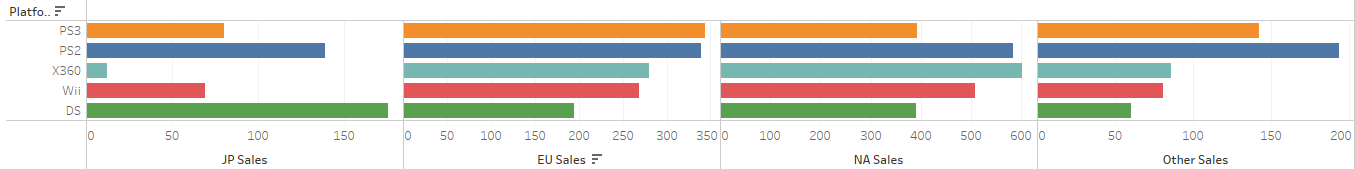 Platfo..
PS3
PS2
X360
Wii
DS
0 50 100 150
0 50 100 150 200 250 300 350
0 100 200 300 400 500 600
0 50 100 150 200
JP Sales
EU Sales
NA Sales
Other Sales